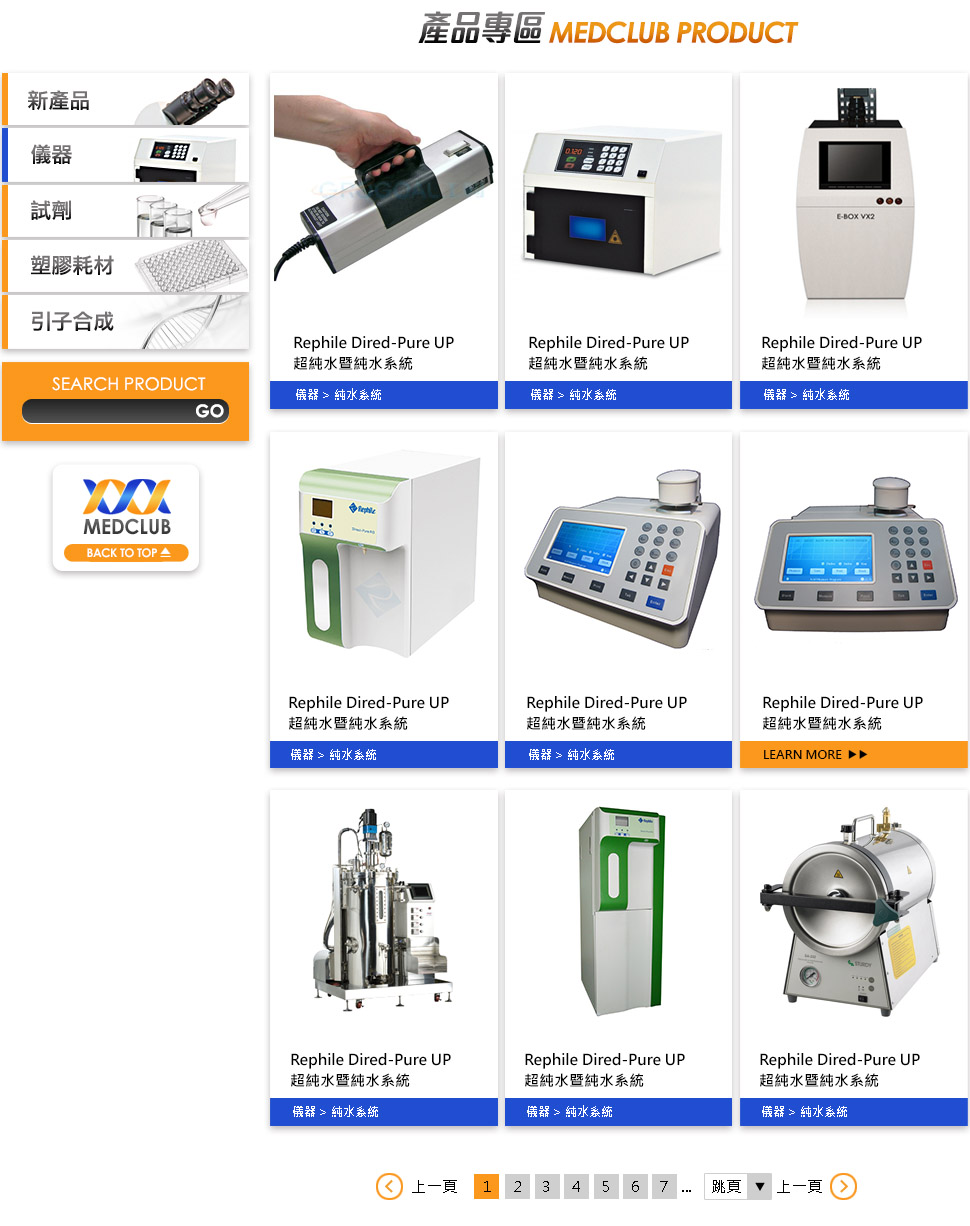 產品專區 MEDCLUB PRODUCT
新產品
儀器
試劑
塑膠耗材
引子合成
SEARCH PRODUCT
GO
MEDCLUB
BACK TO TOP
0.120
E-BOX VX2
Rephile Dired-Pure UP
超純水暨純水系統
儀器 > 純水系統
Rephile Dired-Pure UP
超純水暨純水系統
儀器 > 純水系統
Rephile Dired-Pure UP
超純水暨純水系統
儀器 > 純水系統
Rephile
Rephile Dired-Pure UP
超純水暨純水系統
儀器 > 純水系統
Rephile Dired-Pure UP
超純水暨純水系統
儀器 > 純水系統
Rephile Dired-Pure UP
超純水暨純水系統
LEARN MORE
STURDY
Rephile Dired-Pure UP
超純水暨純水系統
儀器 > 純水系統
Rephile Dired-Pure UP
超純水暨純水系統
儀器 > 純水系統
Rephile Dired-Pure UP
超純水暨純水系統
儀器 > 純水系統
上一頁 1 2 3 4 5 6 7 ... 跳頁 ▼ 上一頁